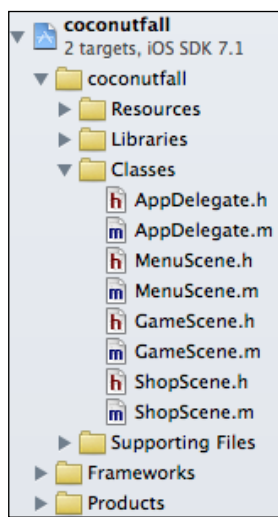 coconutfall
2 targets, iOS SDK 7.1
coconutfall
Resources
Libraries
Classes
h AppDelegate.h
m AppDelegate.m
h MenuScene.h
m MenuScene.m
h GameScene.h
m GameScene.m
h ShopScene.h
m ShopScene.m
Supporting Files
Frameworks
Products